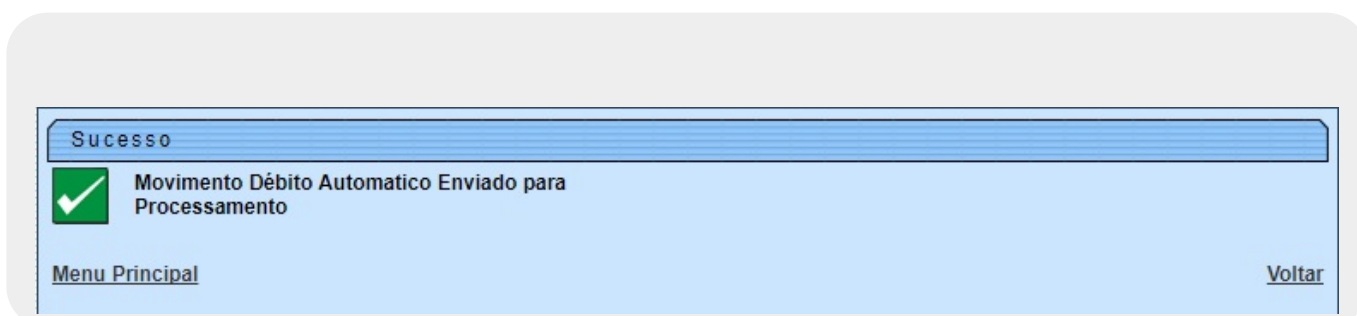 Sucesso
Movimento Débito Automatico Enviado para
Processamento
Menu Principal
Voltar